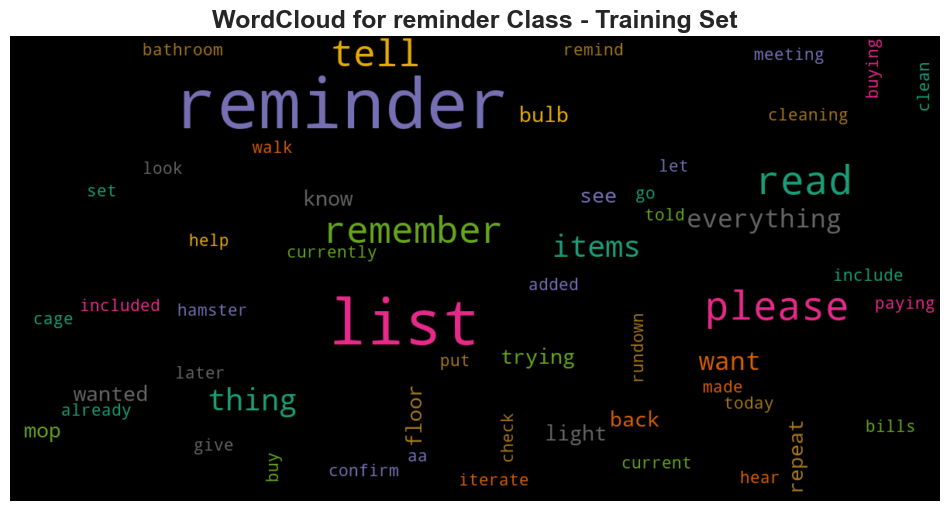 WordCloud for reminder Class - Training Set
bathroom
tell
remind
meeting
buying
clean
reminder
bulb
cleaning
walk
look
let
read
set
know
see
go
told
everything
remember
help
currently
items
added
include
cage
included
hamster
list
please
paying
rundown
put
trying
want
later
made
wanted
thing
today
already
floor
back
mop
check
light
repeat
bills
give
buy
aa
confirm
iterate
current
hear